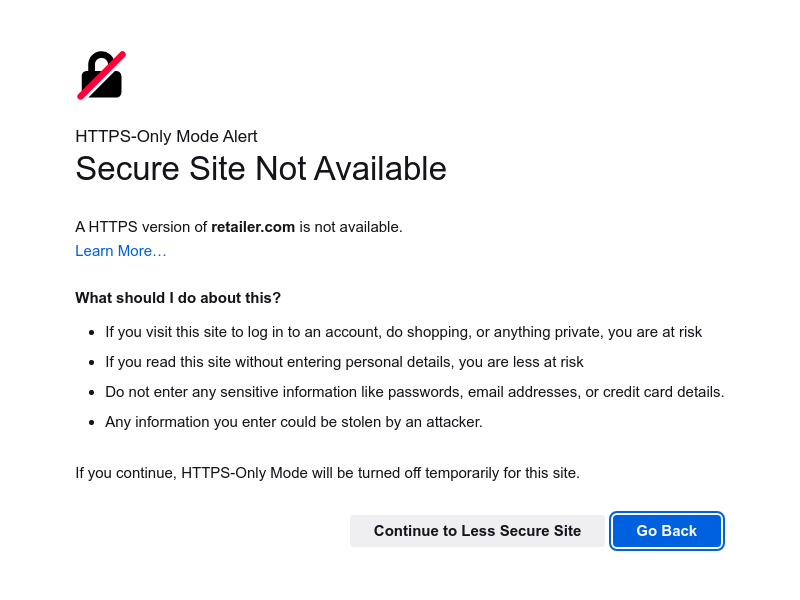 HTTPS-Only Mode Alert
Secure Site Not Available
A HTTPS version of retailer.com is not available.
Learn More…
What should I do about this?
• If you visit this site to log in to an account, do shopping, or anything private, you are at risk
• If you read this site without entering personal details, you are less at risk
• Do not enter any sensitive information like passwords, email addresses, or credit card details.
• Any information you enter could be stolen by an attacker.
If you continue, HTTPS-Only Mode will be turned off temporarily for this site.
Continue to Less Secure Site
Go Back